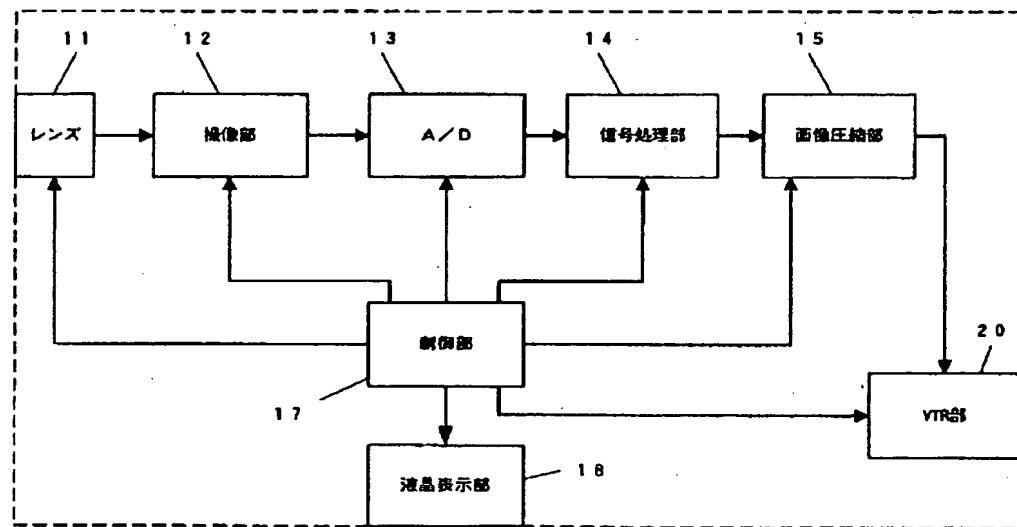 11
12
13
14
15
レンズ
撮像部
A/D
信号処理部
画像圧縮部
制御部
20
17
VTR部
18
液晶表示部